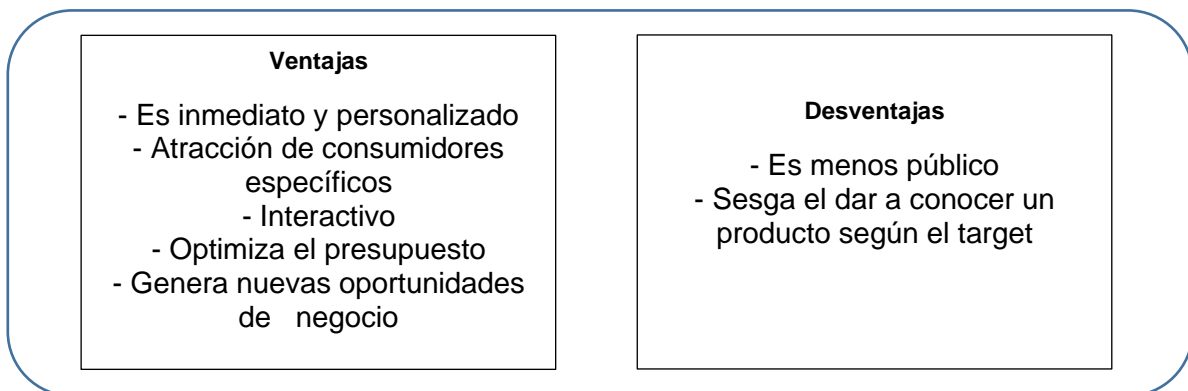 Ventajas
- Es inmediato y personalizado
- Atracción de consumidores
específicos
- Interactivo
- Optimiza el presupuesto
- Genera nuevas oportunidades
de negocio
Desventajas
- Es menos público
- Sesga el dar a conocer un
producto según el target